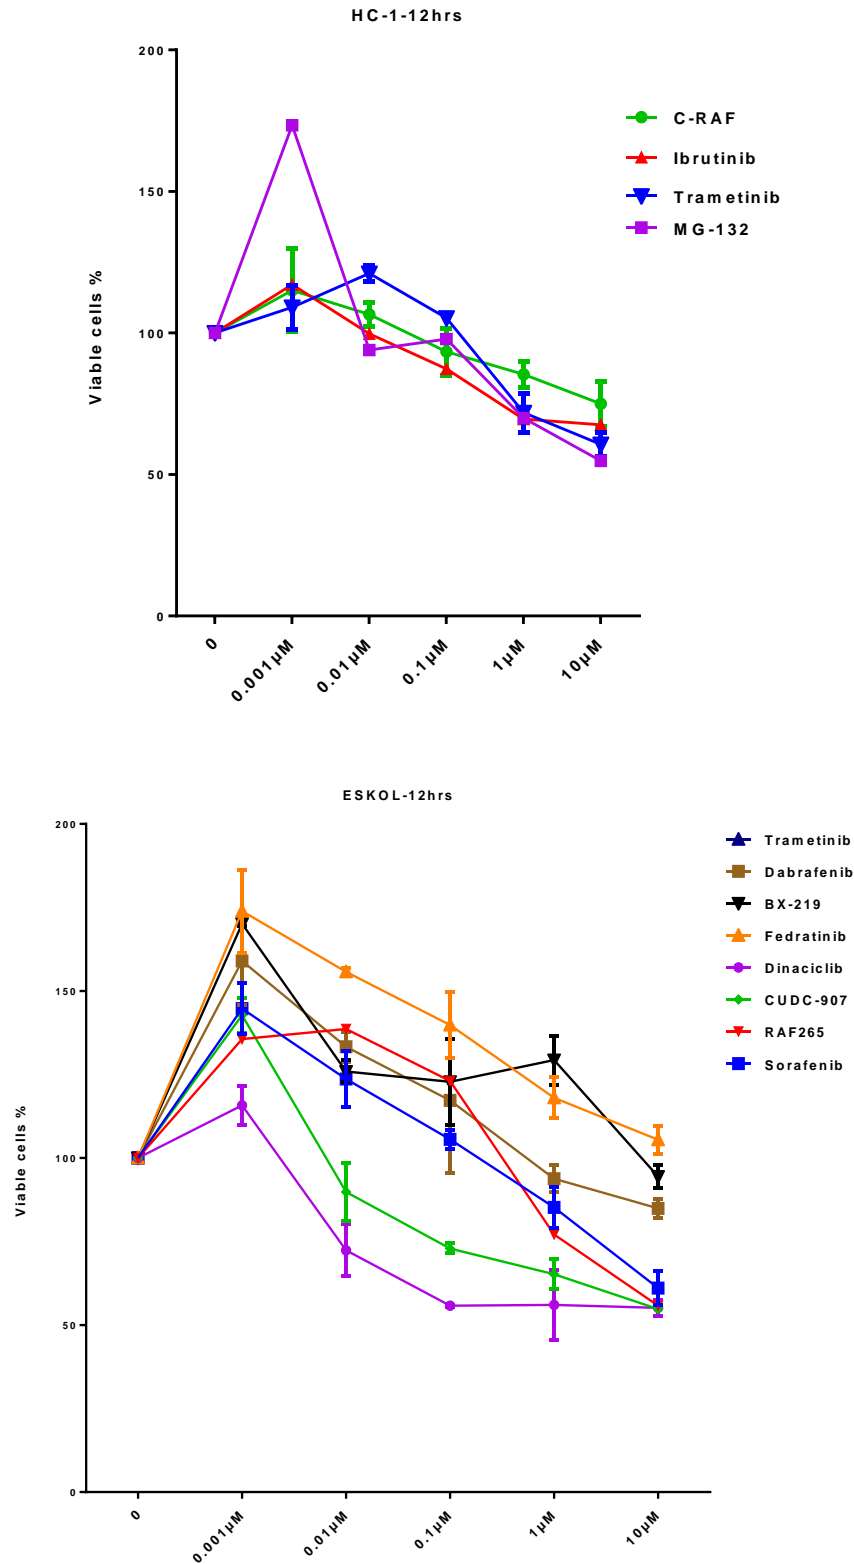 HC-1-12hrs
200
150
100
50
0
Viable cells %
0
0.001µM
0.01µM
0.1µM
1µM
10µM
C-RAF
Ibrutinib
Trametinib
MG-132
ESKOL-12hrs
200
150
100
50
0
Viable cells %
0
0.001µM
0.01µM
0.1µM
1µM
10µM
Trametinib
Dabrafenib
BX-219
Fedratinib
Dinaciclib
CUDC-907
RAF265
Sorafenib